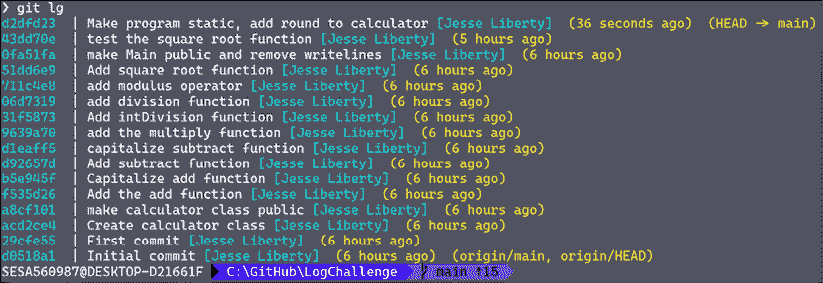 ❯ git lg
d2dfd23 | Make program static, add round to calculator [Jesse Liberty] (36 seconds ago) (HEAD → main)
43dd70e | test the square root function [Jesse Liberty] (5 hours ago)
0fa51fa | make Main public and remove writelines [Jesse Liberty] (6 hours ago)
51dd6e9 | Add square root function [Jesse Liberty] (6 hours ago)
711c4e8 | add modulus operator [Jesse Liberty] (6 hours ago)
06d7319 | add division function [Jesse Liberty] (6 hours ago)
31f5873 | Add intDivision function [Jesse Liberty] (6 hours ago)
9639a70 | add the multiply function [Jesse Liberty] (6 hours ago)
d1eaff5 | capitalize subtract function [Jesse Liberty] (6 hours ago)
d92657d | Add subtract function [Jesse Liberty] (6 hours ago)
b5e945f | Capitalize add function [Jesse Liberty] (6 hours ago)
f535d26 | Add the add function [Jesse Liberty] (6 hours ago)
a8cf101 | make calculator class public [Jesse Liberty] (6 hours ago)
acd2ce4 | Create calculator class [Jesse Liberty] (6 hours ago)
29cfe55 | First commit [Jesse Liberty] (6 hours ago)
d0518a1 | Initial commit [Jesse Liberty] (6 hours ago) (origin/main, origin/HEAD)
SESA560987@DESKTOP-D21661F C:\GitHub\LogChallenge main ↑15